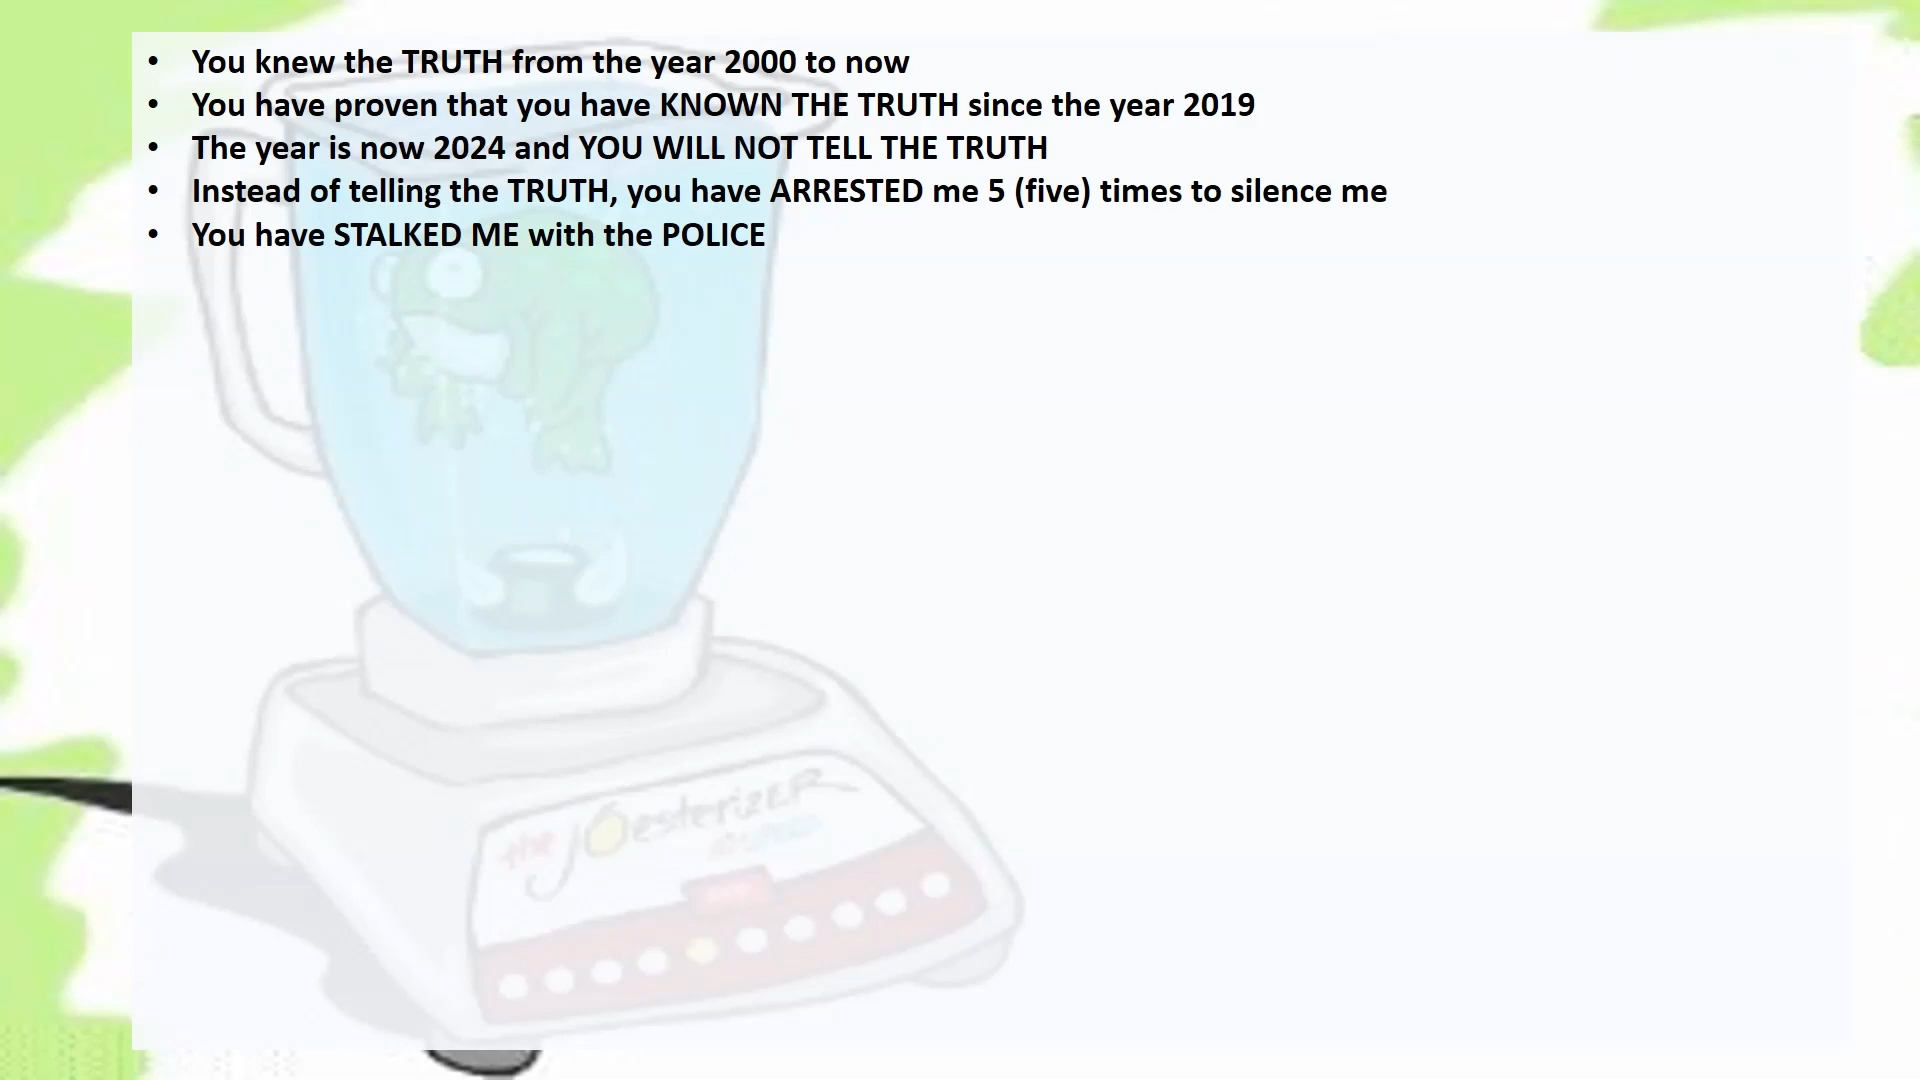 • You knew the TRUTH from the year 2000 to now
• You have proven that you have KNOWN THE TRUTH since the year 2019
• The year is now 2024 and YOU WILL NOT TELL THE TRUTH
• Instead of telling the TRUTH, you have ARRESTED me 5 (five) times to silence me
• You have STALKED ME with the POLICE
the jOesterizeR